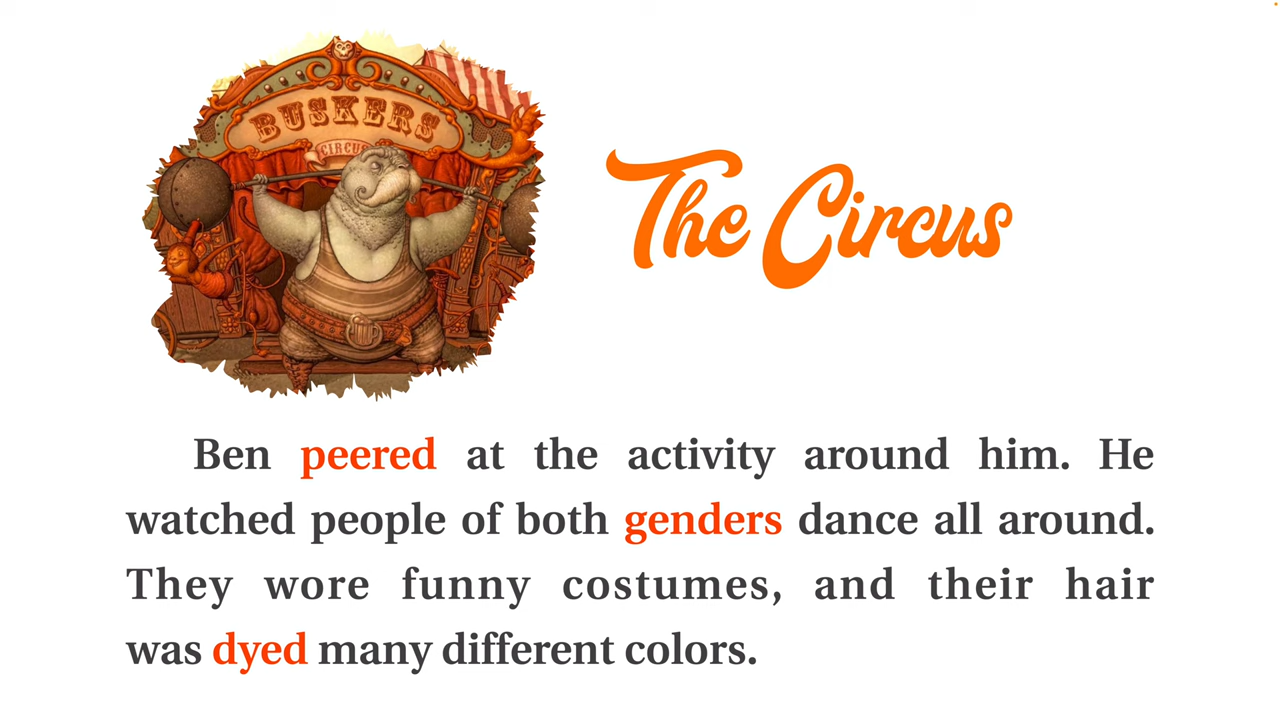 BUSKERS
CIRCUS
The Circus
Ben peered at the activity around him. He
watched people of both genders dance all around.
They wore funny costumes, and their hair
was dyed many different colors.